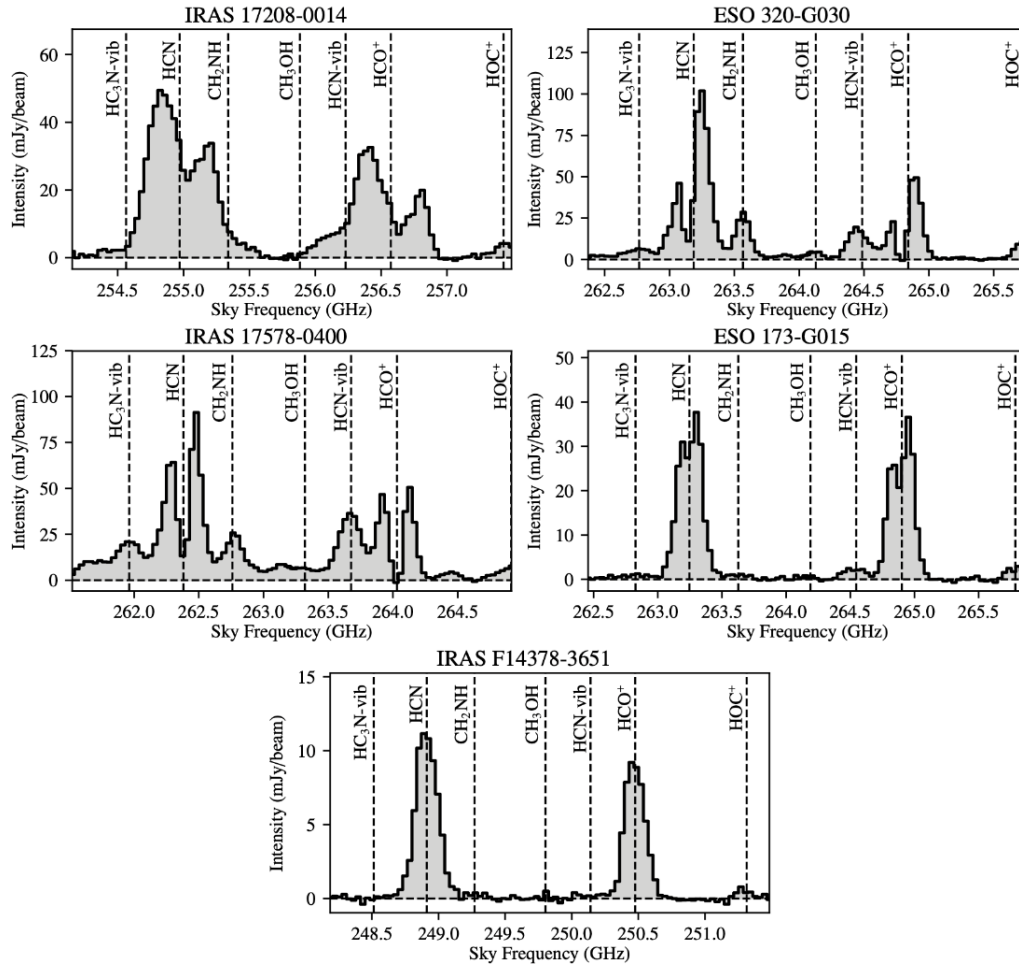 IRAS 17208-0014
60
40
20
0
Intensity (mJy/beam)
HC₃N-vib
HCN
CH₂NH
CH₃OH
HCN-vib
HCO⁺
HOC⁺
254.5 255.0 255.5 256.0 256.5 257.0
Sky Frequency (GHz)
ESO 320-G030
125
100
75
50
25
0
Intensity (mJy/beam)
HC₃N-vib
HCN
CH₂NH
CH₃OH
HCN-vib
HCO⁺
HOC⁺
262.5 263.0 263.5 264.0 264.5 265.0 265.5
Sky Frequency (GHz)
IRAS 17578-0400
125
100
75
50
25
0
Intensity (mJy/beam)
HC₃N-vib
HCN
CH₂NH
CH₃OH
HCN-vib
HCO⁺
HOC⁺
262.0 262.5 263.0 263.5 264.0 264.5
Sky Frequency (GHz)
ESO 173-G015
50
40
30
20
10
0
Intensity (mJy/beam)
HC₃N-vib
HCN
CH₂NH
CH₃OH
HCN-vib
HCO⁺
HOC⁺
262.5 263.0 263.5 264.0 264.5 265.0 265.5
Sky Frequency (GHz)
IRAS F14378-3651
15
10
5
0
Intensity (mJy/beam)
HC₃N-vib
HCN
CH₂NH
CH₃OH
HCN-vib
HCO⁺
HOC⁺
248.5 249.0 249.5 250.0 250.5 251.0
Sky Frequency (GHz)